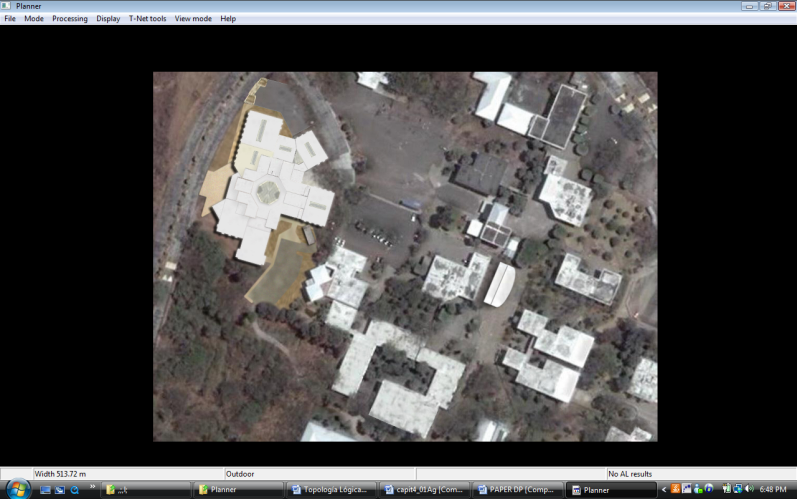 Planner
File Mode Processing Display T-Net tools View mode Help
Width 513.72 m Outdoor No AL results
Planner Topologia Lógica... capit4_01Ag [Com... PAPER DP [Comp... Planner 6:48 PM